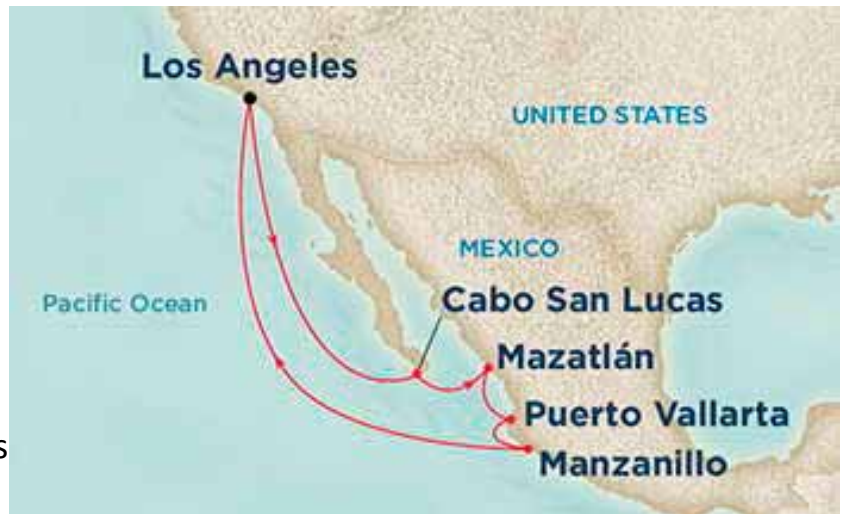 Los Angeles
UNITED STATES
MEXICO
Pacific Ocean
Cabo San Lucas
Mazatlán
Puerto Vallarta
Manzanillo